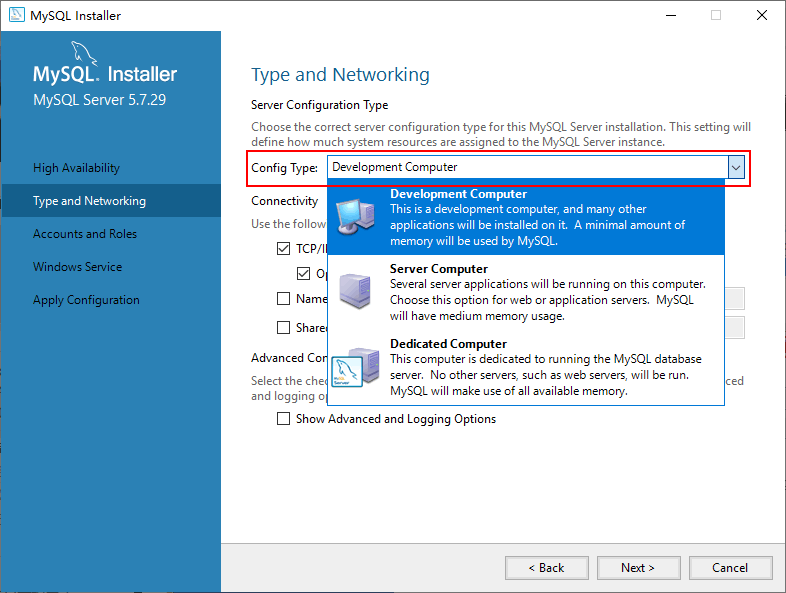 MySQL Installer
MySQL. Installer
MySQL Server 5.7.29
High Availability
Type and Networking
Accounts and Roles
Windows Service
Apply Configuration
Type and Networking
Server Configuration Type
Choose the correct server configuration type for this MySQL Server installation. This setting will
define how much system resources are assigned to the MySQL Server instance.
Config Type: Development Computer
Development Computer
This is a development computer, and many other
applications will be installed on it. A minimal amount of
memory will be used by MySQL.
Server Computer
Several server applications will be running on this computer.
Choose this option for web or application servers. MySQL
will have medium memory usage.
Dedicated Computer
This computer is dedicated to running the MySQL database
server. No other servers, such as web servers, will be run.
MySQL will make use of all available memory.
Connectivity
Use the follow
TCP/I
Name
Share
Advanced Con
Select the che
and logging
Show Advanced and Logging Options
< Back
Next >
Cancel